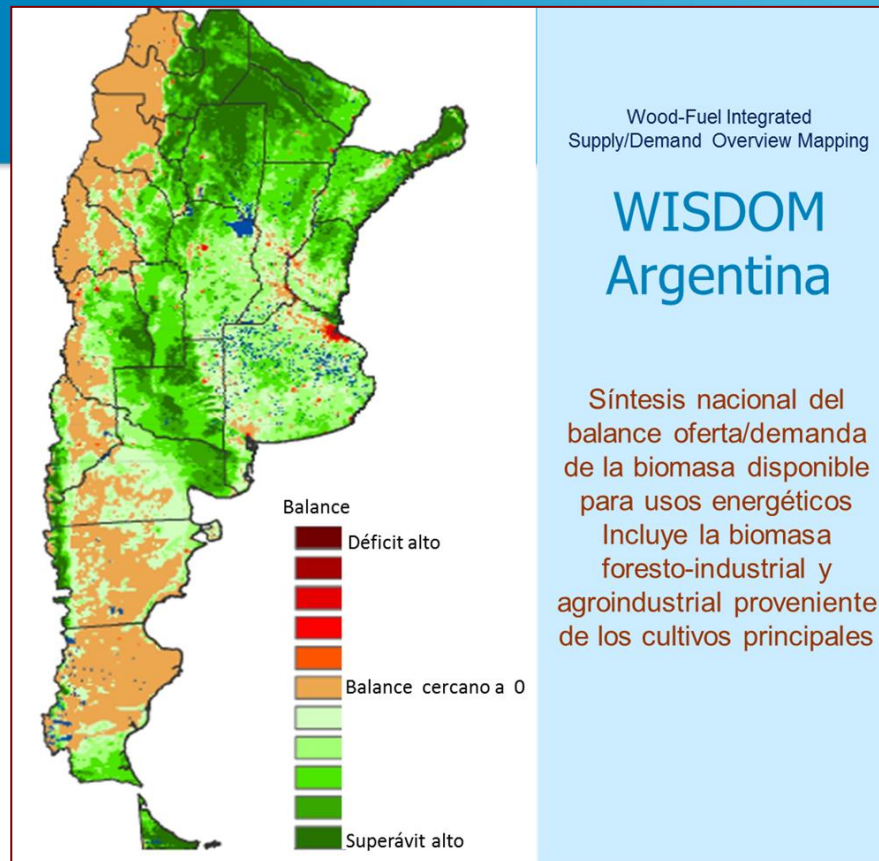 Wood-Fuel Integrated
Supply/Demand Overview Mapping
WISDOM
Argentina
Síntesis nacional del
balance oferta/demanda
de la biomasa disponible
para usos energéticos
Incluye la biomasa
foresto-industrial y
agroindustrial proveniente
de los cultivos principales
Balance
Déficit alto
Balance cercano a 0
Superávit alto